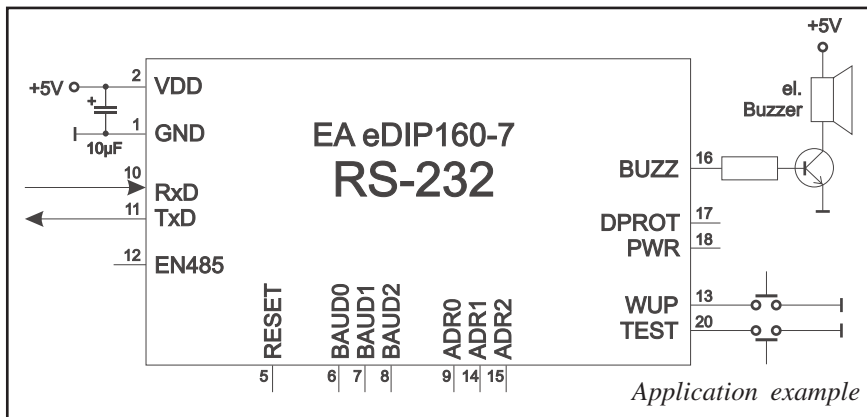 +5V
2
VDD
+
1
GND
10µF
10
RxD
11
TxD
12
EN485
EA eDIP160-7
RS-232
+5V
el.
Buzzer
BUZZ
16
DPROT
17
PWR
18
WUP
13
TEST
20
RESET
BAUD0
BAUD1
BAUD2
ADR0
ADR1
ADR2
5
6
7
8
9
14
15
Application example